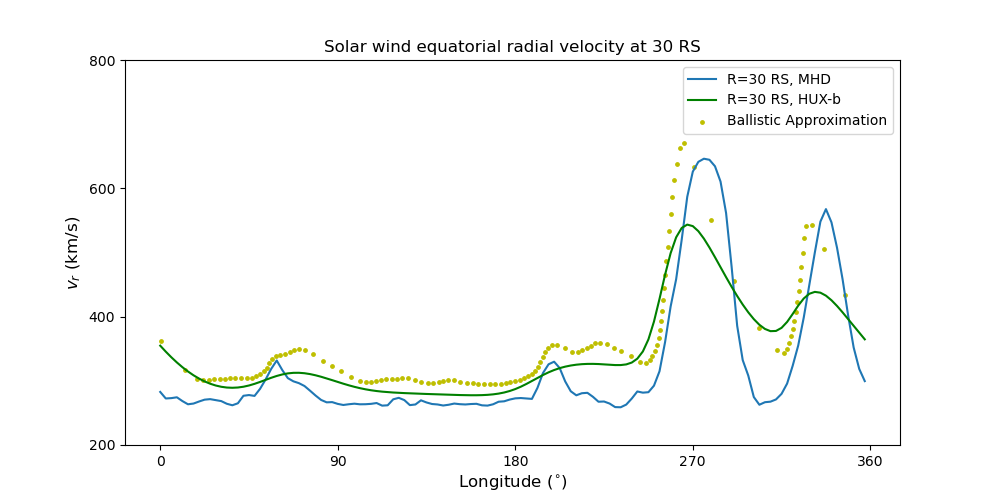 Solar wind equatorial radial velocity at 30 RS
R=30 RS, MHD
R=30 RS, HUX-b
Ballistic Approximation
800
600
400
200
v_r (km/s)
0 90 180 270 360
Longitude (°)